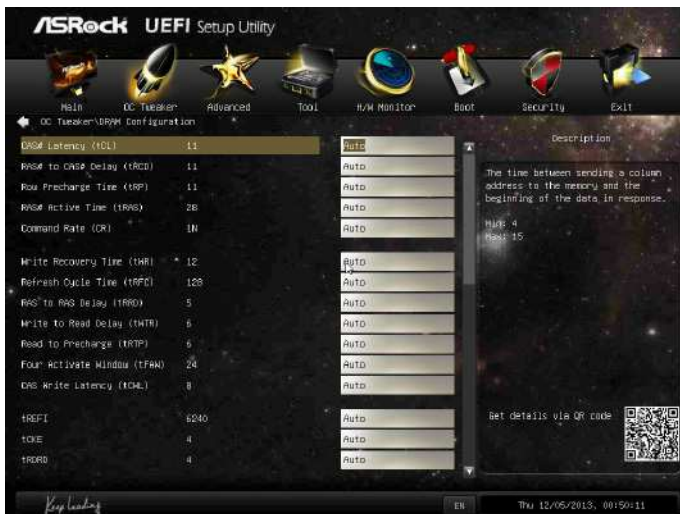 ASRock UEFI Setup Utility
Main OC Tweaker Advanced Tool H/W Monitor Boot Security Exit
OC Tweaker\DRAM Configuration
CAS# Latency (tCL) 11 Auto
RAS# to CAS# Delay (tRCD) 11 Auto
Row Precharge Time (tRP) 11 Auto
RAS# Active Time (tRAS) 28 Auto
Command Rate (CR) 1N Auto
Write Recovery Time (tWR) 12 Auto
Refresh Cycle Time (tRFC) 128 Auto
RAS to RAS Delay (tRRD) 5 Auto
Write to Read Delay (tWTR) 6 Auto
Read to Precharge (tRTP) 6 Auto
Four Activate Window (tFAW) 24 Auto
CAS Write Latency (tCWL) 8 Auto
tREFI 6240 Auto
tCKE 4 Auto
tRDRD 4 Auto
Description
The time between sending a column
address to the memory and the
beginning of the data in response.
Min: 4
Max: 15
Get details via QR code
Keep Leading
EN Thu 12/05/2013, 00:50:11